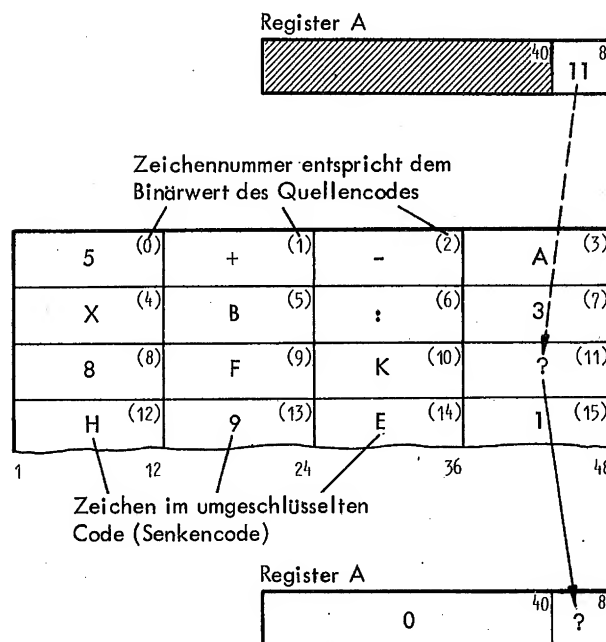 Register A
40 8
11
Zeichennummer entspricht dem
Binärwert des Quellencodes
5 (0) + (1) - (2) A (3)
X (4) B (5) : (6) 3 (7)
8 (8) F (9) K (10) ? (11)
H (12) 9 (13) E (14) 1 (15)
1 12 24 36 48
Zeichen im umgeschlüsselten
Code (Senkencode)
Register A
40 8
0 ?